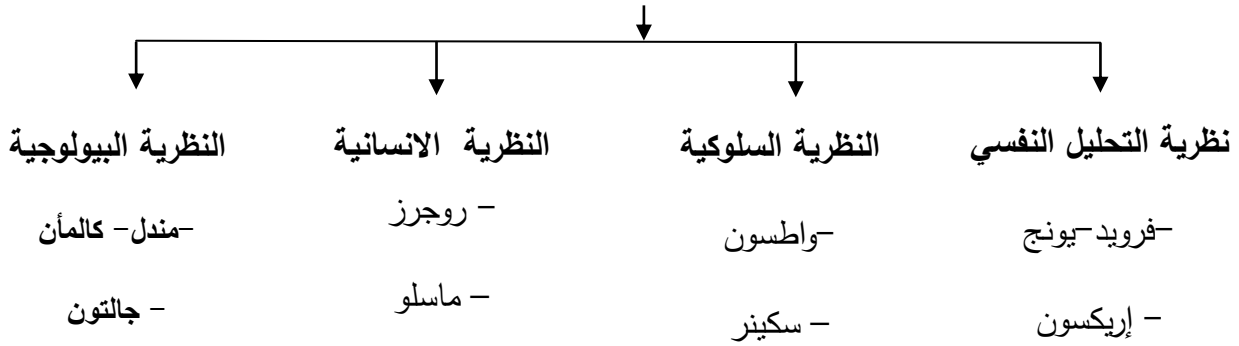 نظرية التحليل النفسي
النظرية السلوكية
النظرية الانسانية
النظرية البيولوجية
–فرويد–يونج
–واطسون
– روجرز
–مندل– كالمأن
– إريكسون
– سكينر
– ماسلو
– جالتون